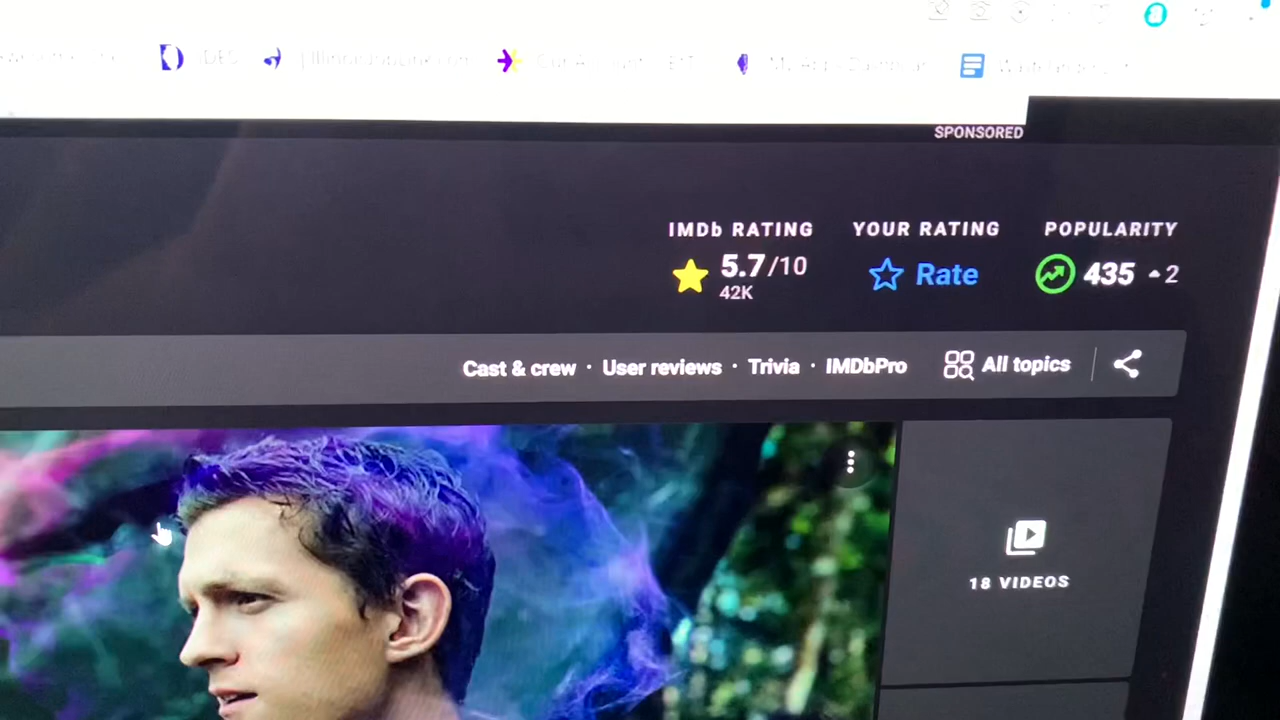 SPONSORED
IMDb RATING YOUR RATING POPULARITY
5.7/10 Rate 435 2
42K
Cast & crew · User reviews · Trivia · IMDbPro All topics
18 VIDEOS